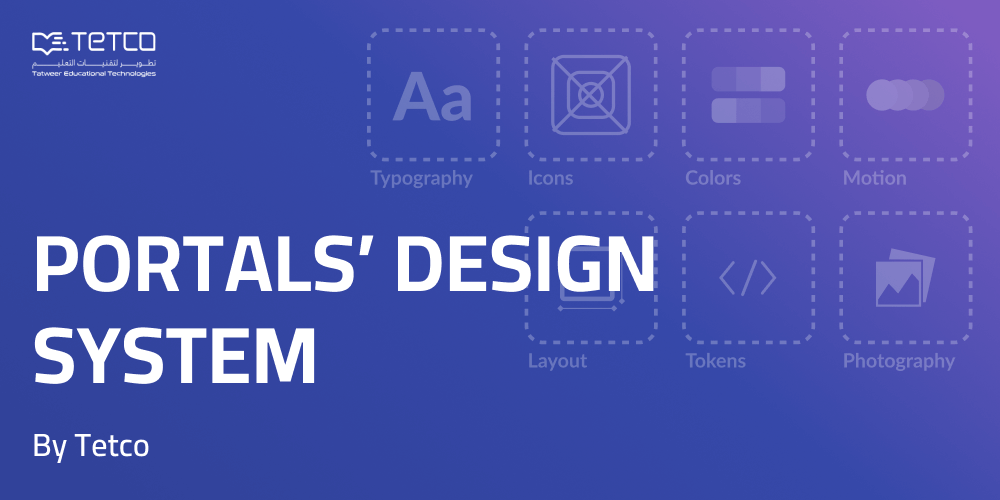 TETCO
تطوير لتقنيات التعليم
Tatweer Educational Technologies
Aa
Typography
Icons
Colors
Motion
PORTALS’ DESIGN
SYSTEM
Layout
Tokens
Photography
By Tetco